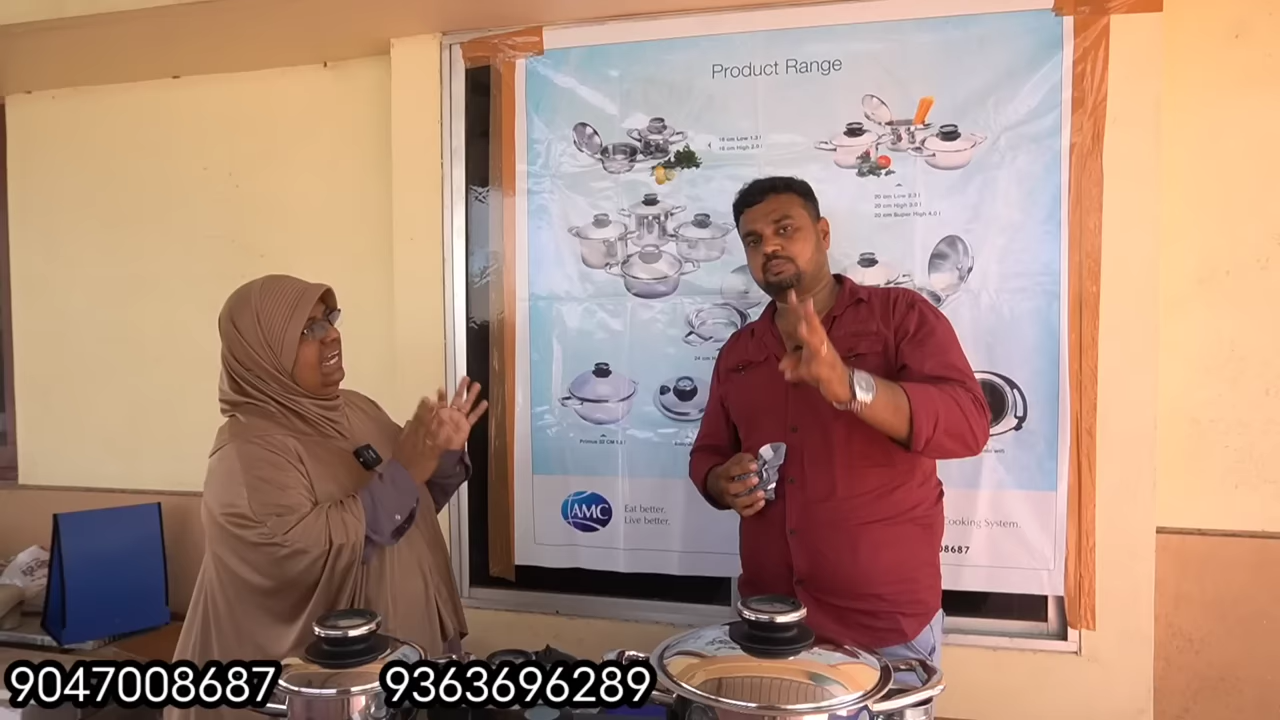 Product Range
16 cm Low 1.3 l
16 cm High 2.0 l
20 cm Low 2.3 l
20 cm High 3.0 l
20 cm Super High 4.0 l
24 cm
AMC
Eat better.
Live better.
Cooking System.
08687
9047008687
9363696289